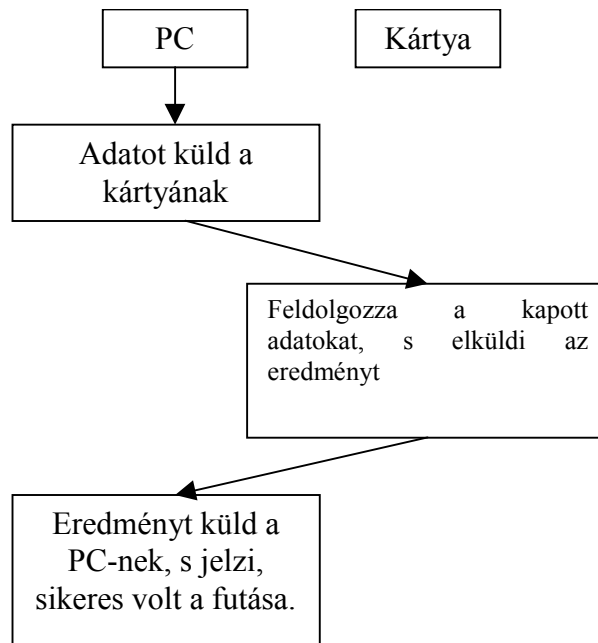 PC
Kártya
Adatot küld a
kártyának
Feldolgozza a kapott
adatokat, s elküldi az
eredményt
Eredményt küld a
PC-nek, s jelzi,
sikeres volt a futása.